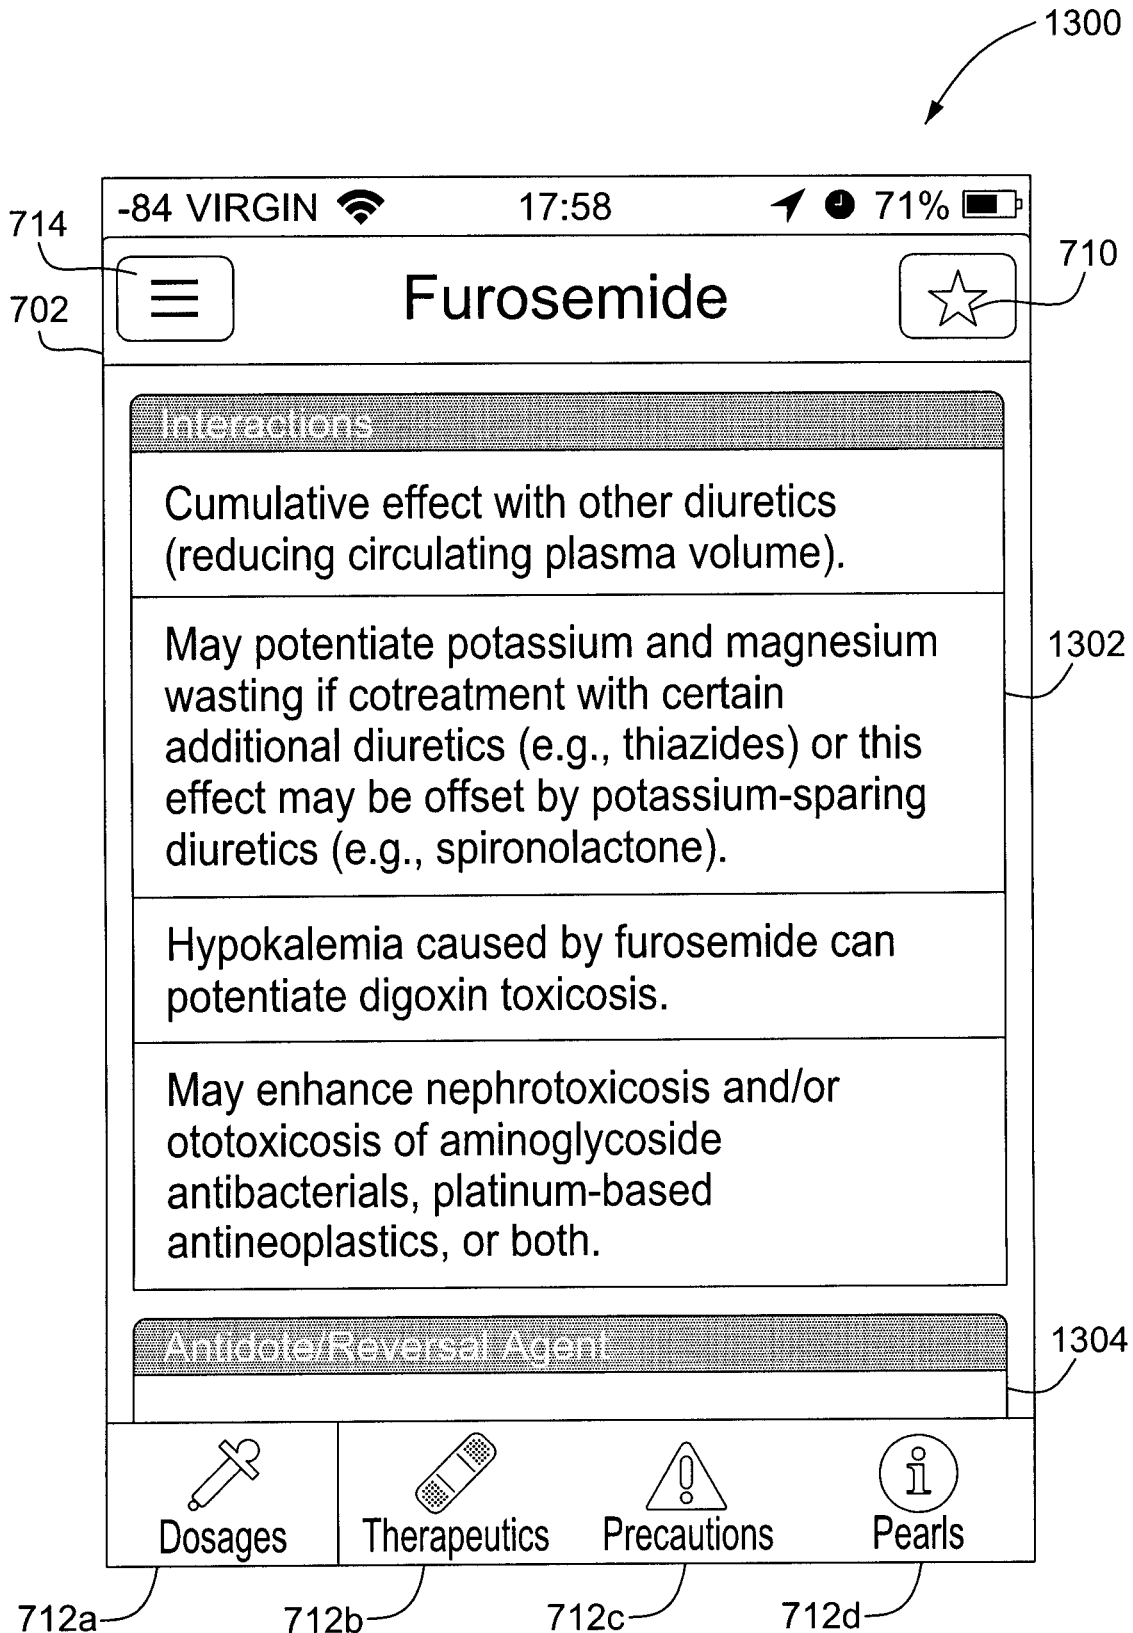 1300
-84 VIRGIN 17:58 71%
714
710
Furosemide
702
Interactions
Cumulative effect with other diuretics
(reducing circulating plasma volume).
May potentiate potassium and magnesium
1302
wasting if cotreatment with certain
additional diuretics (e.g., thiazides) or this
effect may be offset by potassium-sparing
diuretics (e.g., spironolactone).
Hypokalemia caused by furosemide can
potentiate digoxin toxicosis.
May enhance nephrotoxicosis and/or
ototoxicosis of aminoglycoside
antibacterials, platinum-based
antineoplastics, or both.
Antidote/Reversal Agent
1304
Dosages Therapeutics Precautions Pearls
712a 712b 712c 712d